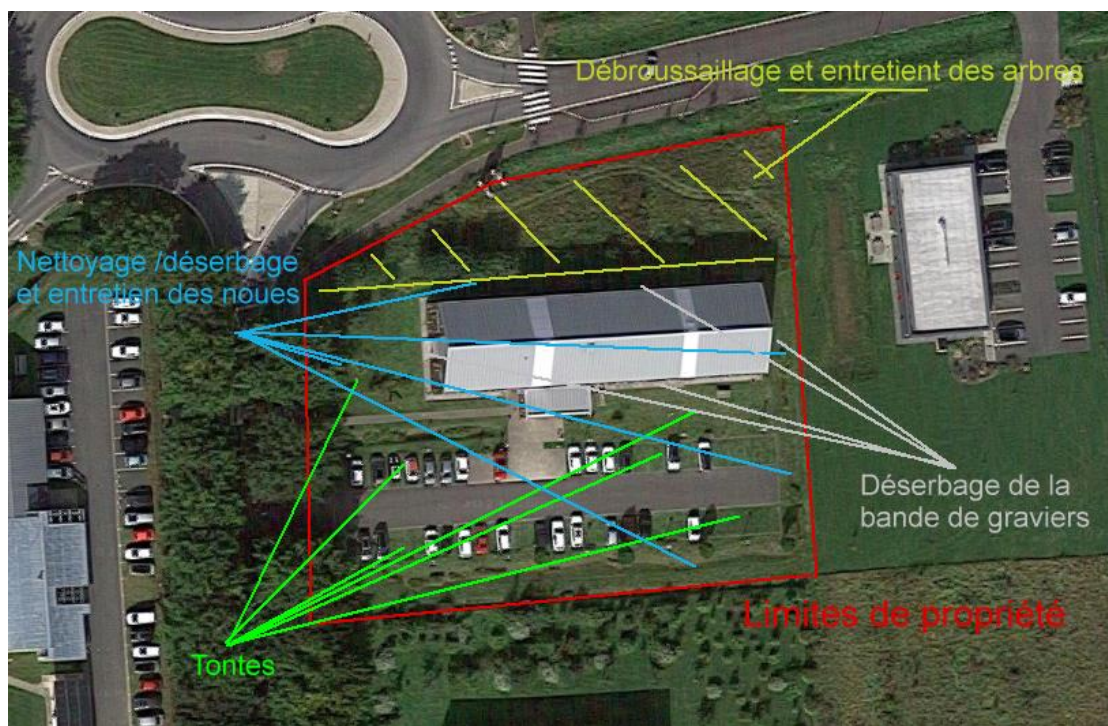 Débroussaillage et entretient des arbres
Nettoyage /déserbage
et entretien des noues
Déserbage de la
bande de graviers
Limites de propriété
Tontes